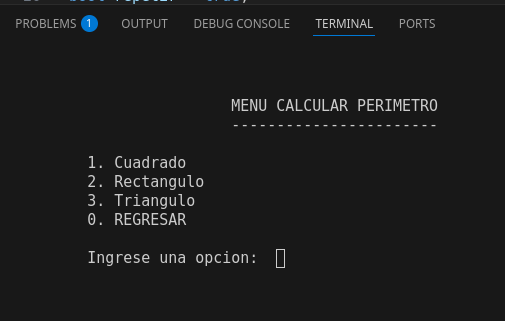 PROBLEMS 1 OUTPUT DEBUG CONSOLE TERMINAL PORTS
MENU CALCULAR PERIMETRO
-----------------------
1. Cuadrado
2. Rectangulo
3. Triangulo
0. REGRESAR
Ingrese una opcion: